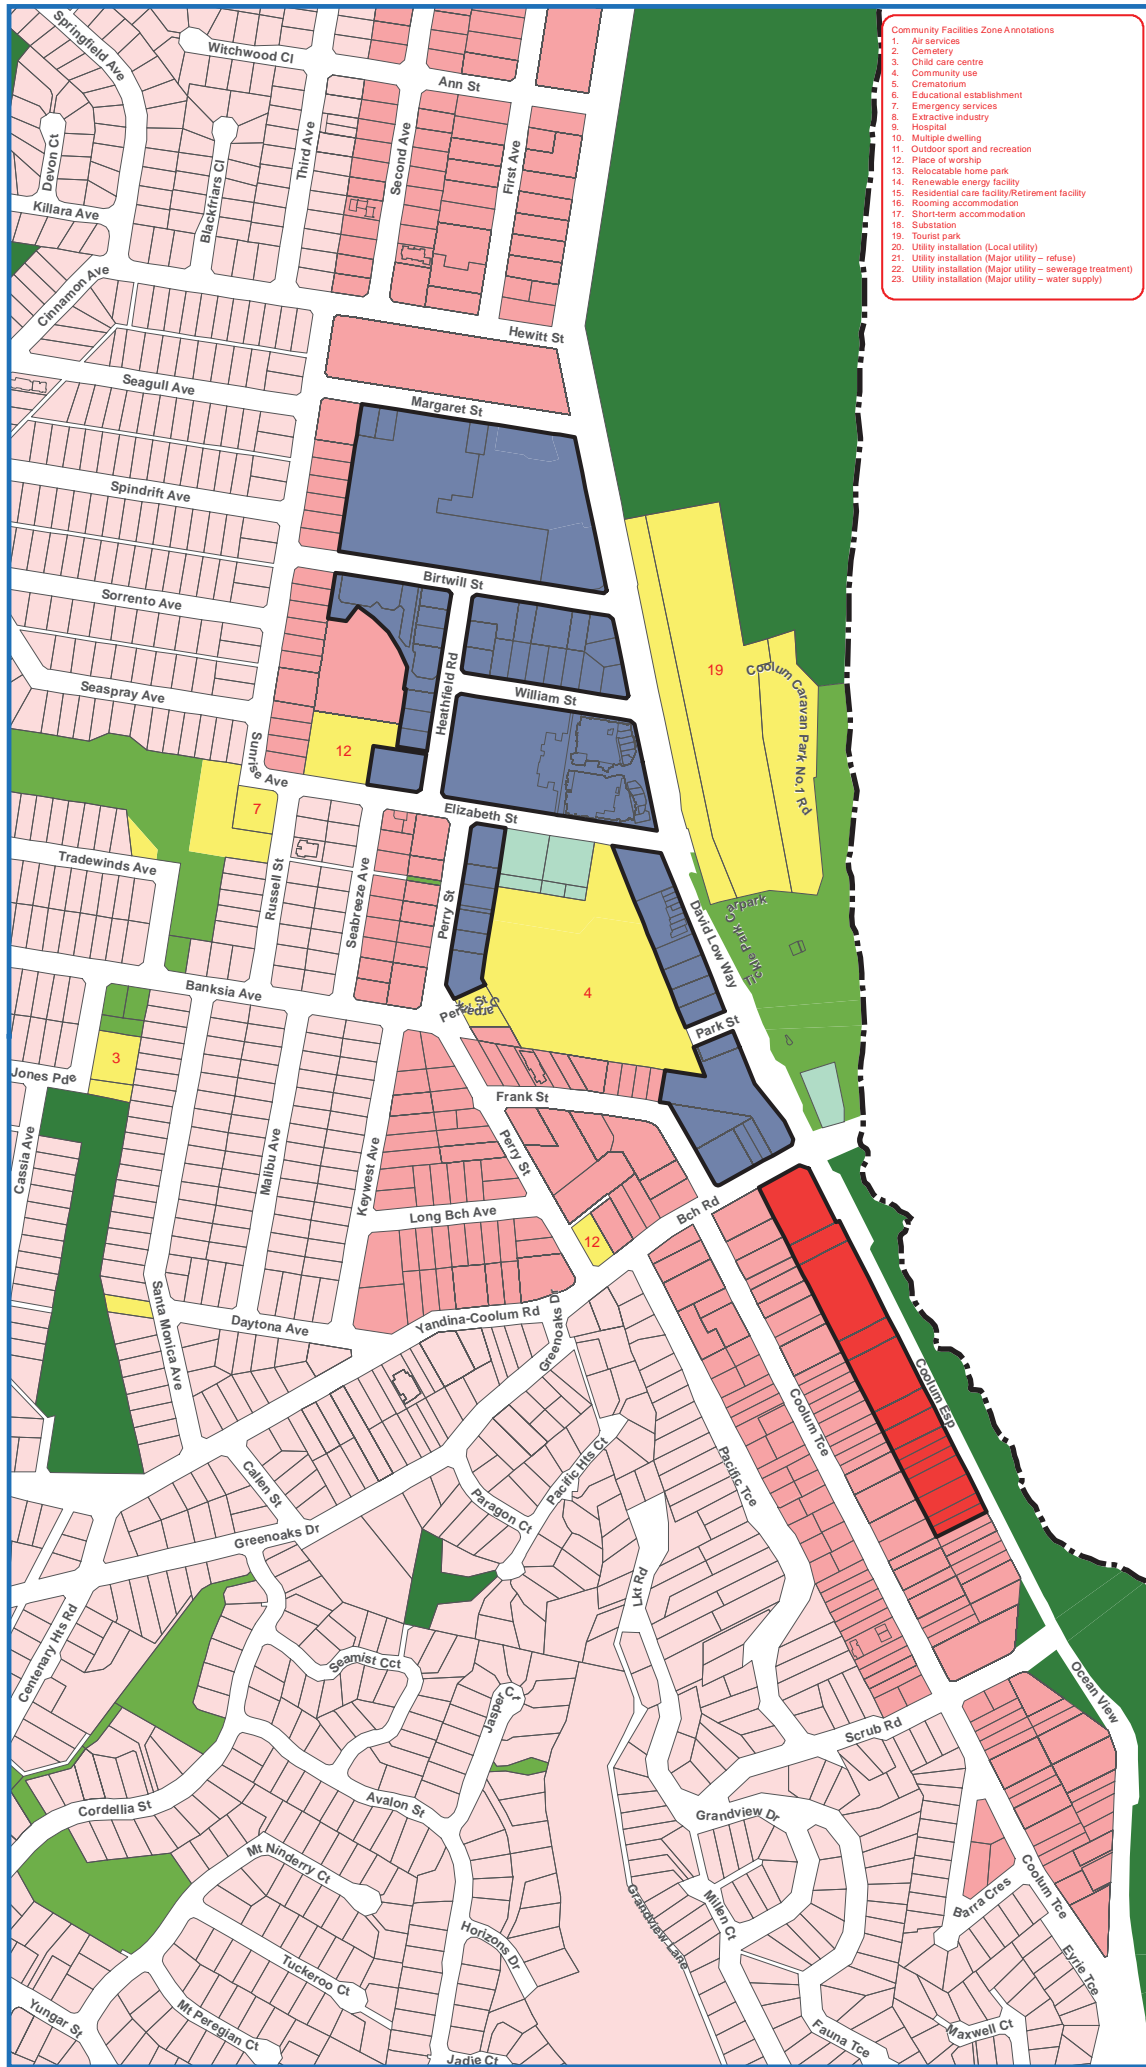 Community Facilities Zone Annotations
1. Air services
2. Cemetery
3. Child care centre
4. Community use
5. Crematorium
6. Educational establishment
7. Emergency services
8. Extractive industry
9. Hospital
10. Multiple dwelling
11. Outdoor sport and recreation
12. Place of worship
13. Relocatable home park
14. Renewable energy facility
15. Residential care facility/Retirement facility
16. Rooming accommodation
17. Short-term accommodation
18. Substation
19. Tourist park
20. Utility installation (Local utility)
21. Utility installation (Major utility – refuse)
22. Utility installation (Major utility – sewerage treatment)
23. Utility installation (Major utility – water supply)
Springfield Ave
Witchwood Cl
Ann St
Devon Ct
Third Ave
Second Ave
First Ave
Blackfriars Cl
Killara Ave
Cinnamon Ave
Hewitt St
Seagull Ave
Margaret St
Spindrift Ave
Birtwill St
Sorrento Ave
19
Coolum Caravan Park No.1 Rd
Heathfield Rd
William St
Seaspray Ave
Sunrise Ave
12
7
Elizabeth St
Tradewinds Ave
Russell St
Seabreeze Ave
Perry St
David Low Way
arpark
Banksia Ave
4
Perry St
Carpark
Park St
3
Jones Pde
Frank St
Perry St
Cassia Ave
Malibu Ave
Keywest Ave
Long Bch Ave
Bch Rd
12
Santa Monica Ave
Daytona Ave
Yandina-Coolum Rd
Greenoaks Dr
Coolum Esp
Coolum Tce
Pacific Tce
Pacific Hts Ct
Callen St
Paragon Ct
Greenoaks Dr
Lkt Rd
Centenary Hts Rd
Seamist Cct
Jasper Ct
Ocean View
Scrub Rd
Cordellia St
Avalon St
Grandview Dr
Mt Ninderry Ct
Coolum Tce
Barra Cres
Millen Ct
Grandview Lane
Horizons Dr
Tuckeroo Ct
Eyrie Tce
Yungar St
Mt Peregian Ct
Jadie Ct
Fauna Tce
Maxwell Ct